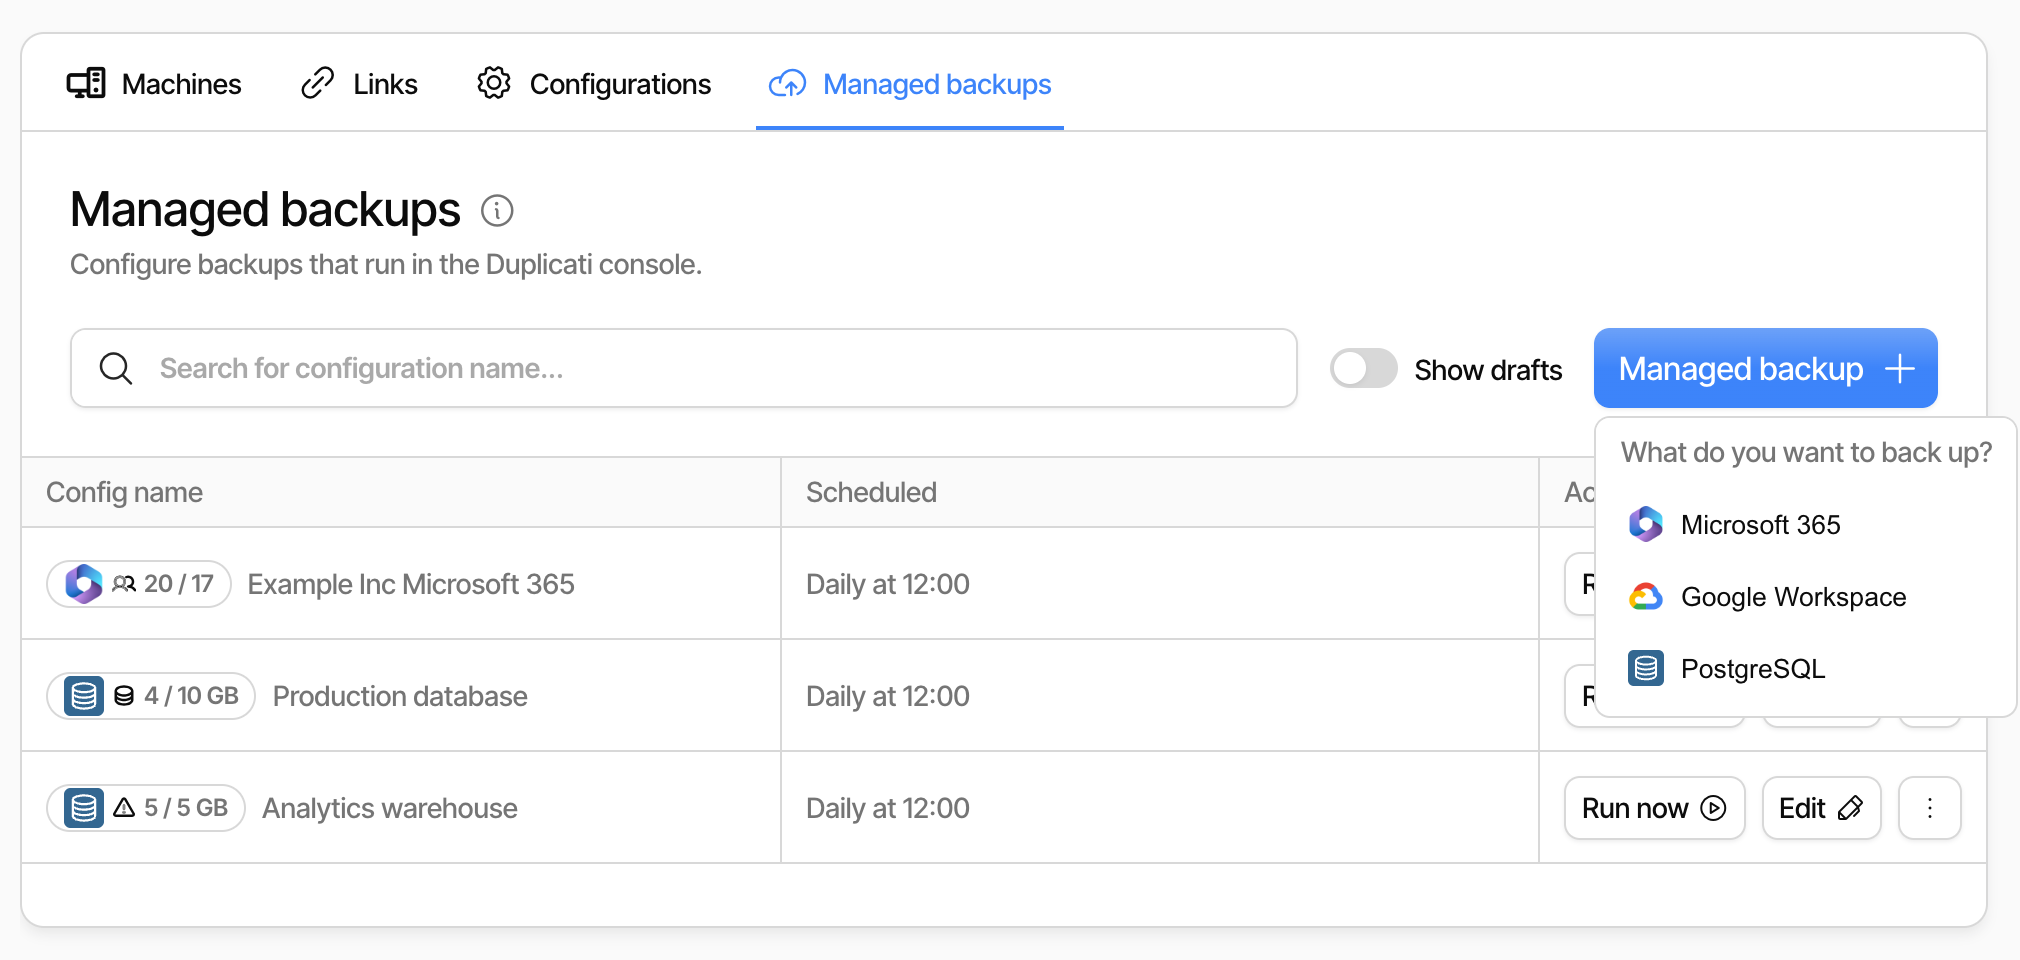 Machines Links Configurations Managed backups
Managed backups
Configure backups that run in the Duplicati console.
Search for configuration name...
Show drafts
Managed backup
What do you want to back up?
Microsoft 365
Google Workspace
PostgreSQL
Config name Scheduled
20 / 17 Example Inc Microsoft 365 Daily at 12:00
4 / 10 GB Production database Daily at 12:00
5 / 5 GB Analytics warehouse Daily at 12:00 Run now Edit